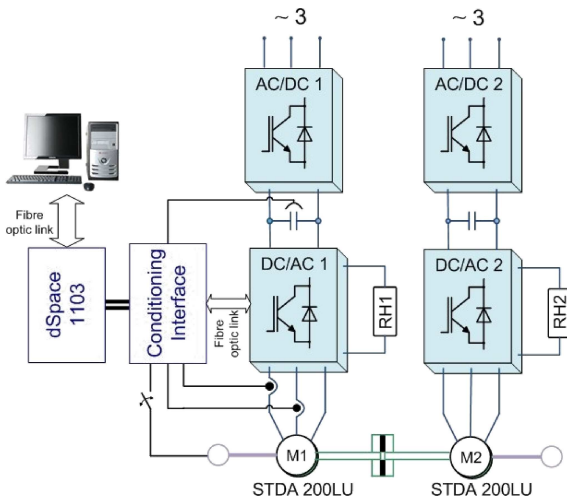 ~ 3
~ 3
AC/DC 1
AC/DC 2
Fibre
optic link
dSpace
1103
Conditioning
Interface
Fibre
optic link
DC/AC 1
RH1
DC/AC 2
RH2
M1
M2
STDA 200LU
STDA 200LU